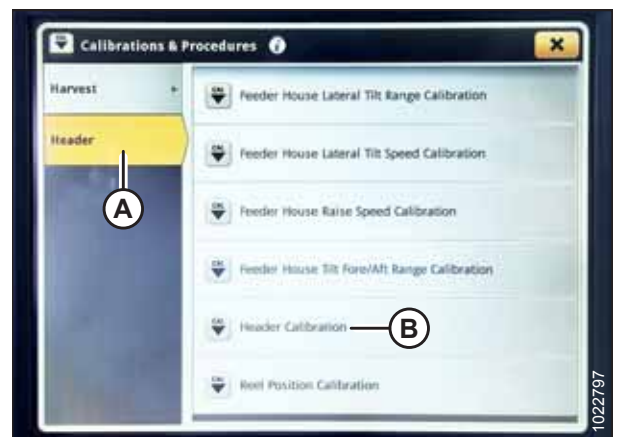 Calibrations & Procedures i
Harvest
Header
Feeder House Lateral Tilt Range Calibration
Feeder House Lateral Tilt Speed Calibration
Feeder House Raise Speed Calibration
Feeder House Tilt Fore/Aft Range Calibration
Header Calibration
Reel Position Calibration
A
B
1022797